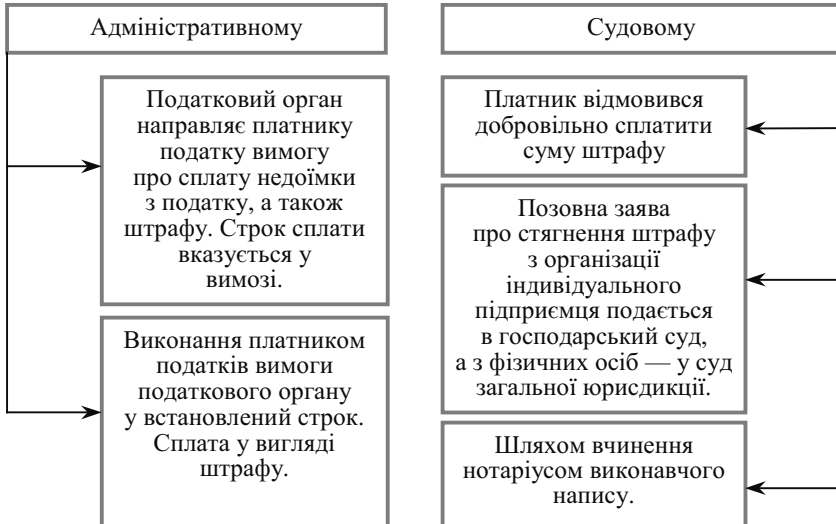 Адміністративному
Податковий орган
направляє платнику
податку вимогу
про сплату недоїмки
з податку, а також
штрафу. Строк сплати
вказується у
вимозі.
Виконання платником
податків вимоги
податкового органу
у встановлений строк.
Сплата у вигляді
штрафу.
Судовому
Платник відмовився
добровільно сплатити
суму штрафу
Позовна заява
про стягнення штрафу
з організації
індивідуального
підприємця подається
в господарський суд,
а з фізичних осіб — у суд
загальної юрисдикції.
Шляхом вчинення
нотаріусом виконавчого
напису.